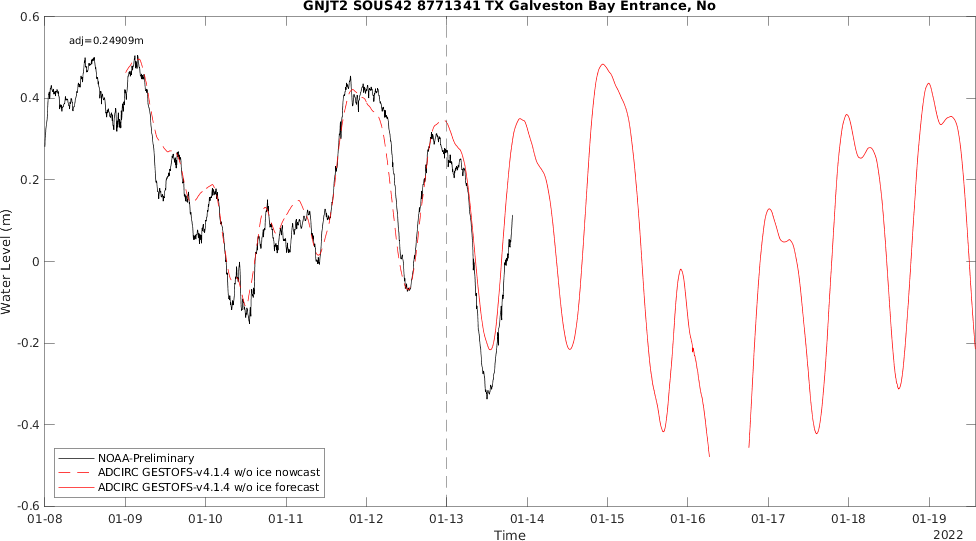 GNJT2 SOUS42 8771341 TX Galveston Bay Entrance, No
adj=0.24909m
Water Level (m)
0.6
0.4
0.2
0
-0.2
-0.4
-0.6
NOAA-Preliminary
ADCIRC GESTOFS-v4.1.4 w/o ice nowcast
ADCIRC GESTOFS-v4.1.4 w/o ice forecast
01-08 01-09 01-10 01-11 01-12 01-13 01-14 01-15 01-16 01-17 01-18 01-19
Time
2022